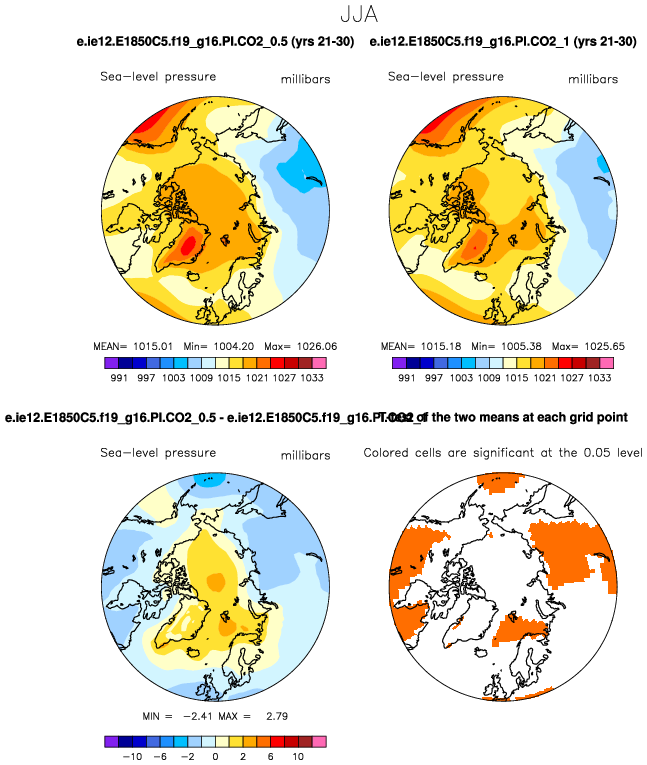 JJA
e.ie12.E1850C5.f19_g16.PI.CO2_0.5 (yrs 21-30) e.ie12.E1850C5.f19_g16.PI.CO2_1 (yrs 21-30)
Sea-level pressure millibars Sea-level pressure millibars
MEAN= 1015.01 Min= 1004.20 Max= 1026.06 MEAN= 1015.18 Min= 1005.38 Max= 1025.65
991 997 1003 1009 1015 1021 1027 1033 991 997 1003 1009 1015 1021 1027 1033
e.ie12.E1850C5.f19_g16.PI.CO2_0.5 - e.ie12.E1850C5.f19_g16.PI of the two means at each grid point
Sea-level pressure millibars Colored cells are significant at the 0.05 level
MIN = -2.41 MAX = 2.79
-10 -6 -2 0 2 6 10